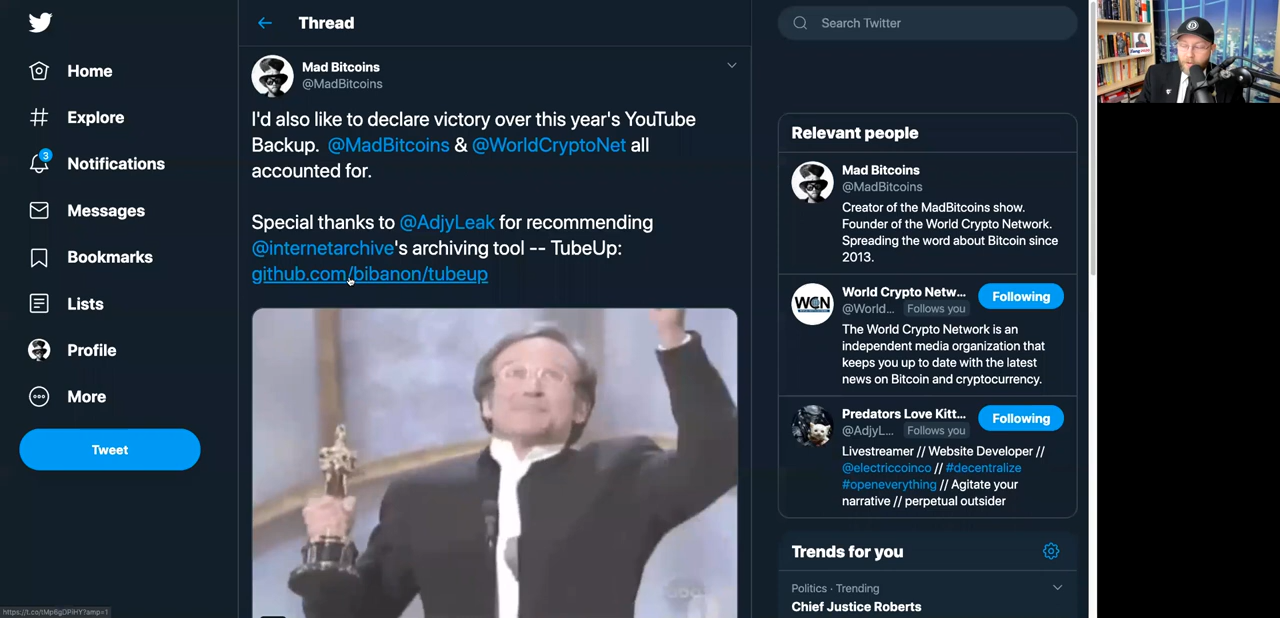 Thread
Search Twitter
Home
Explore
3
Notifications
Messages
Bookmarks
Lists
Profile
More
Tweet
Mad Bitcoins
@MadBitcoins
I'd also like to declare victory over this year's YouTube
Backup. @MadBitcoins & @WorldCryptoNet all
accounted for.
Special thanks to @AdjyLeak for recommending
@internetarchive's archiving tool -- TubeUp:
github.com/bibanon/tubeup
Relevant people
Mad Bitcoins
@MadBitcoins
Creator of the MadBitcoins show.
Founder of the World Crypto Network.
Spreading the word about Bitcoin since
2013.
World Crypto Netw...
Following
@World... Follows you
WCN
The World Crypto Network is an
independent media organization that
keeps you up to date with the latest
news on Bitcoin and cryptocurrency.
Predators Love Kitt...
Following
@AdjyL... Follows you
Livestreamer // Website Developer //
@electriccoinco // #decentralize
#openeverything // Agitate your
narrative // perpetual outsider
Trends for you
Politics · Trending
Chief Justice Roberts